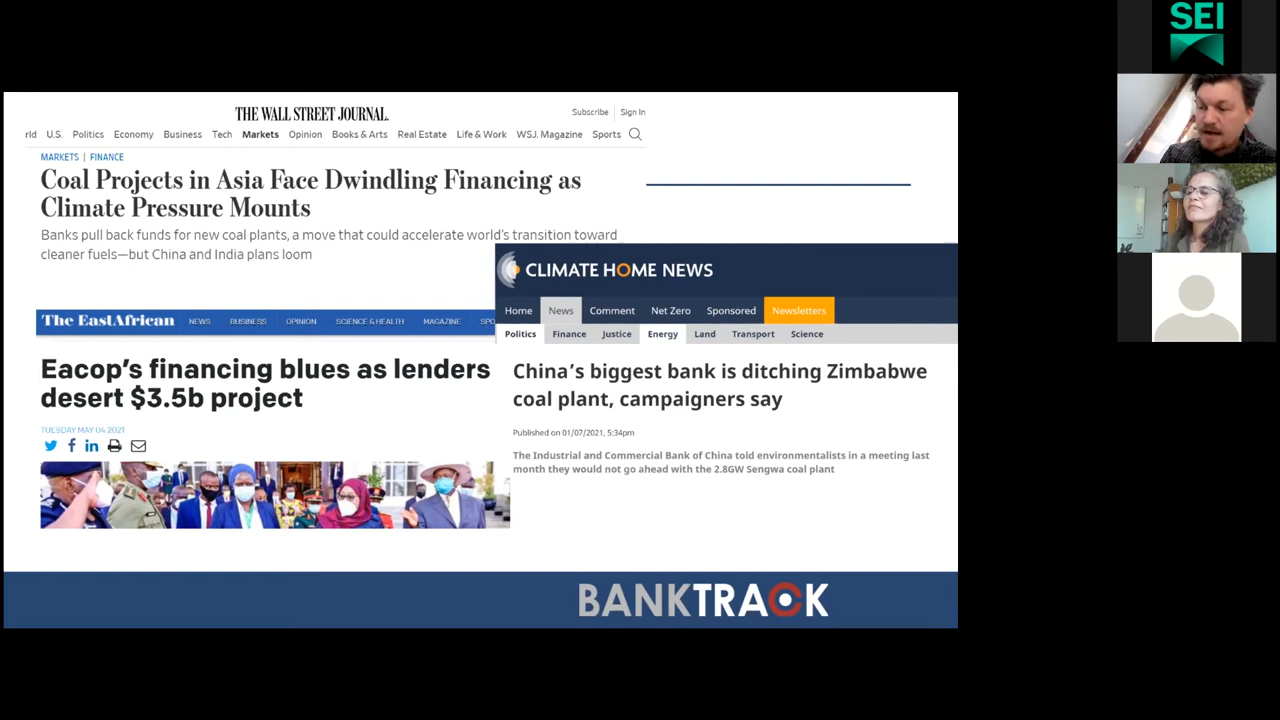 SEI
THE WALL STREET JOURNAL.
Subscribe Sign In
rld U.S. Politics Economy Business Tech Markets Opinion Books & Arts Real Estate Life & Work WSJ. Magazine Sports
MARKETS | FINANCE
Coal Projects in Asia Face Dwindling Financing as
Climate Pressure Mounts
Banks pull back funds for new coal plants, a move that could accelerate world's transition toward
cleaner fuels—but China and India plans loom
The EastAfrican NEWS BUSINESS OPINION SCIENCE & HEALTH MAGAZINE SPO
Eacop's financing blues as lenders
desert $3.5b project
TUESDAY MAY 04 2021
CLIMATE HOME NEWS
Home News Comment Net Zero Sponsored Newsletters
Politics Finance Justice Energy Land Transport Science
China's biggest bank is ditching Zimbabwe
coal plant, campaigners say
Published on 01/07/2021, 5:34pm
The Industrial and Commercial Bank of China told environmentalists in a meeting last
month they would not go ahead with the 2.8GW Sengwa coal plant
BANKTRACK